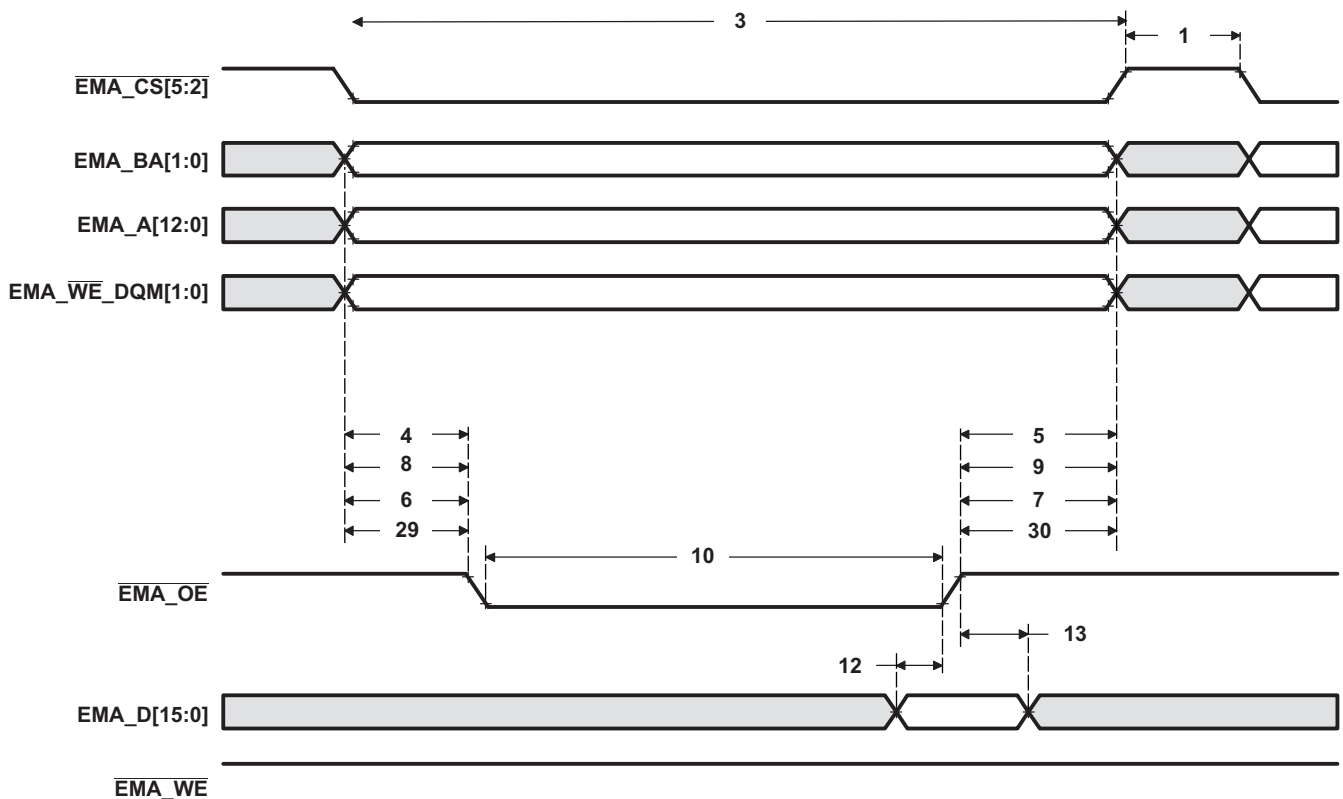 3
1
EMA_CS[5:2]
EMA_BA[1:0]
EMA_A[12:0]
EMA_WE_DQM[1:0]
4 5
8 9
6 7
29 30
10
EMA_OE
13
12
EMA_D[15:0]
EMA_WE